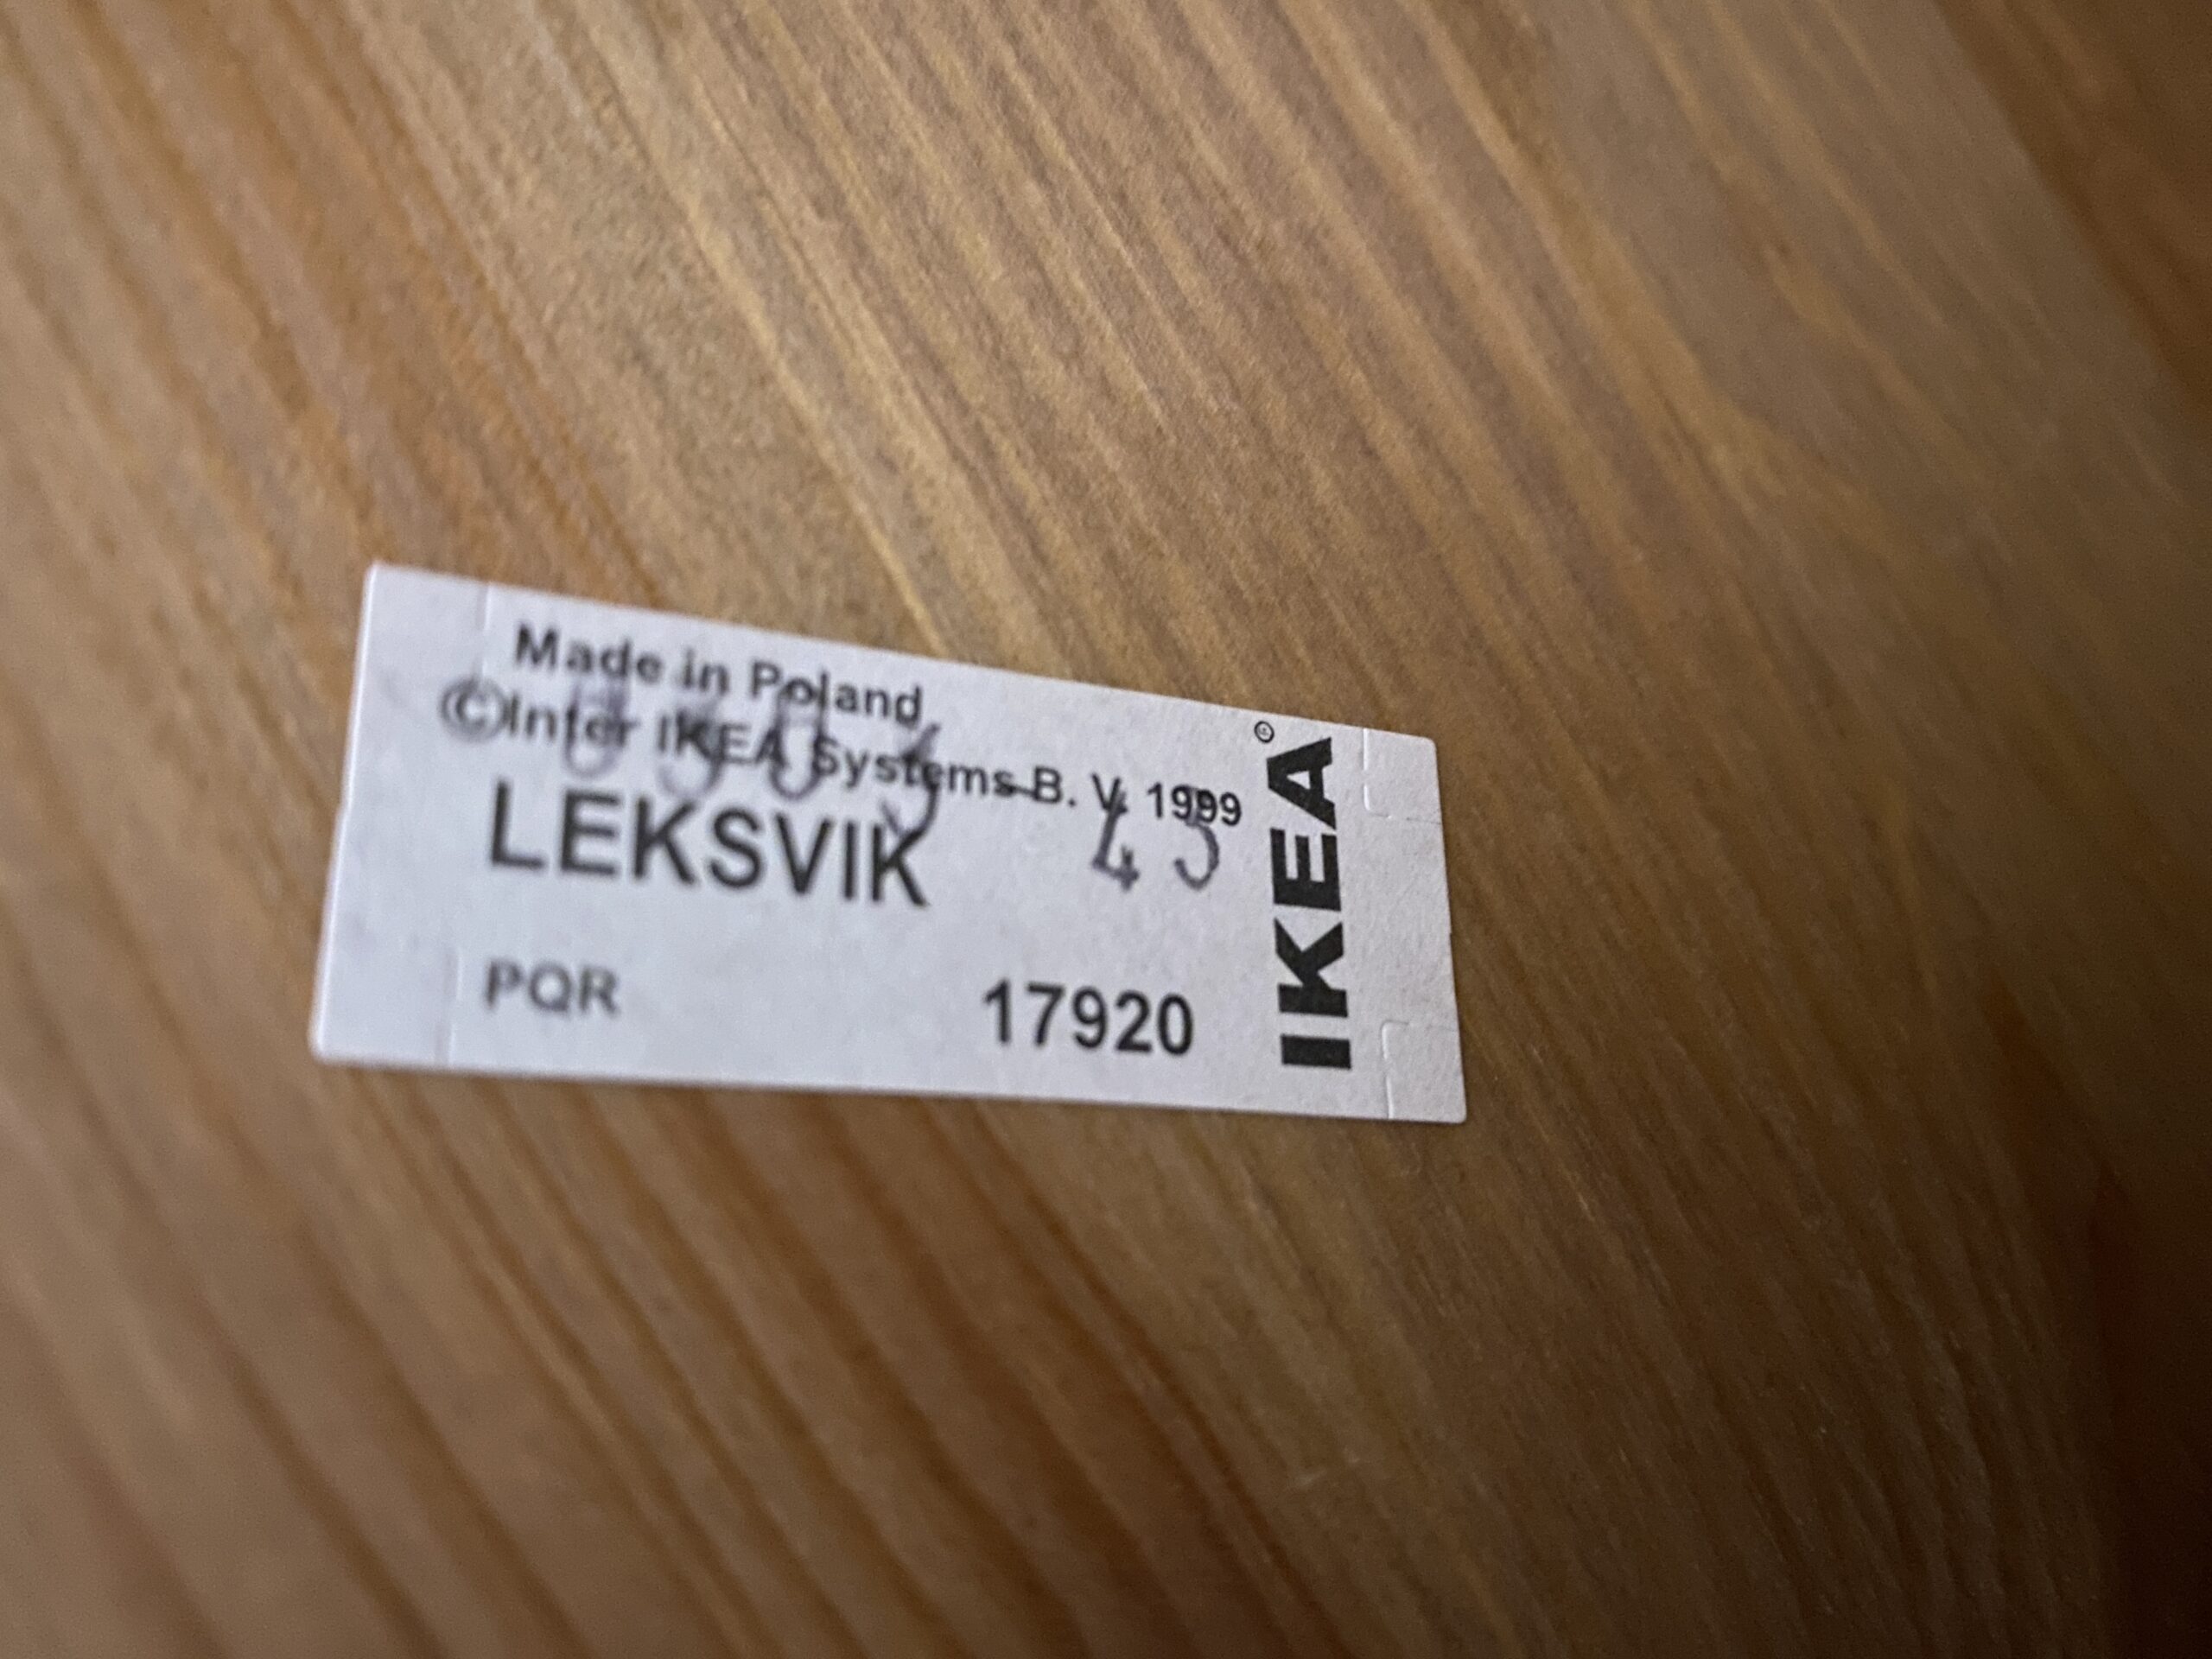 Made in Poland
©Inter IKEA Systems B. V. 1999
LEKSVIK
43
PQR
17920
IKEA